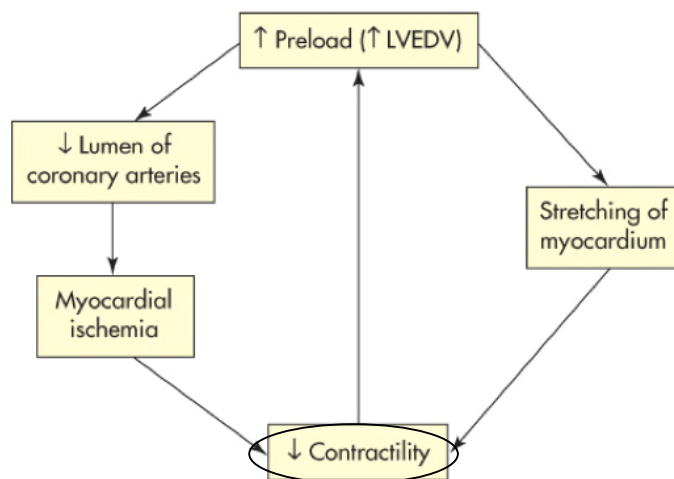 ↑ Preload (↑ LVEDV)
↓ Lumen of
coronary arteries
Stretching of
myocardium
Myocardial
ischemia
↓ Contractility